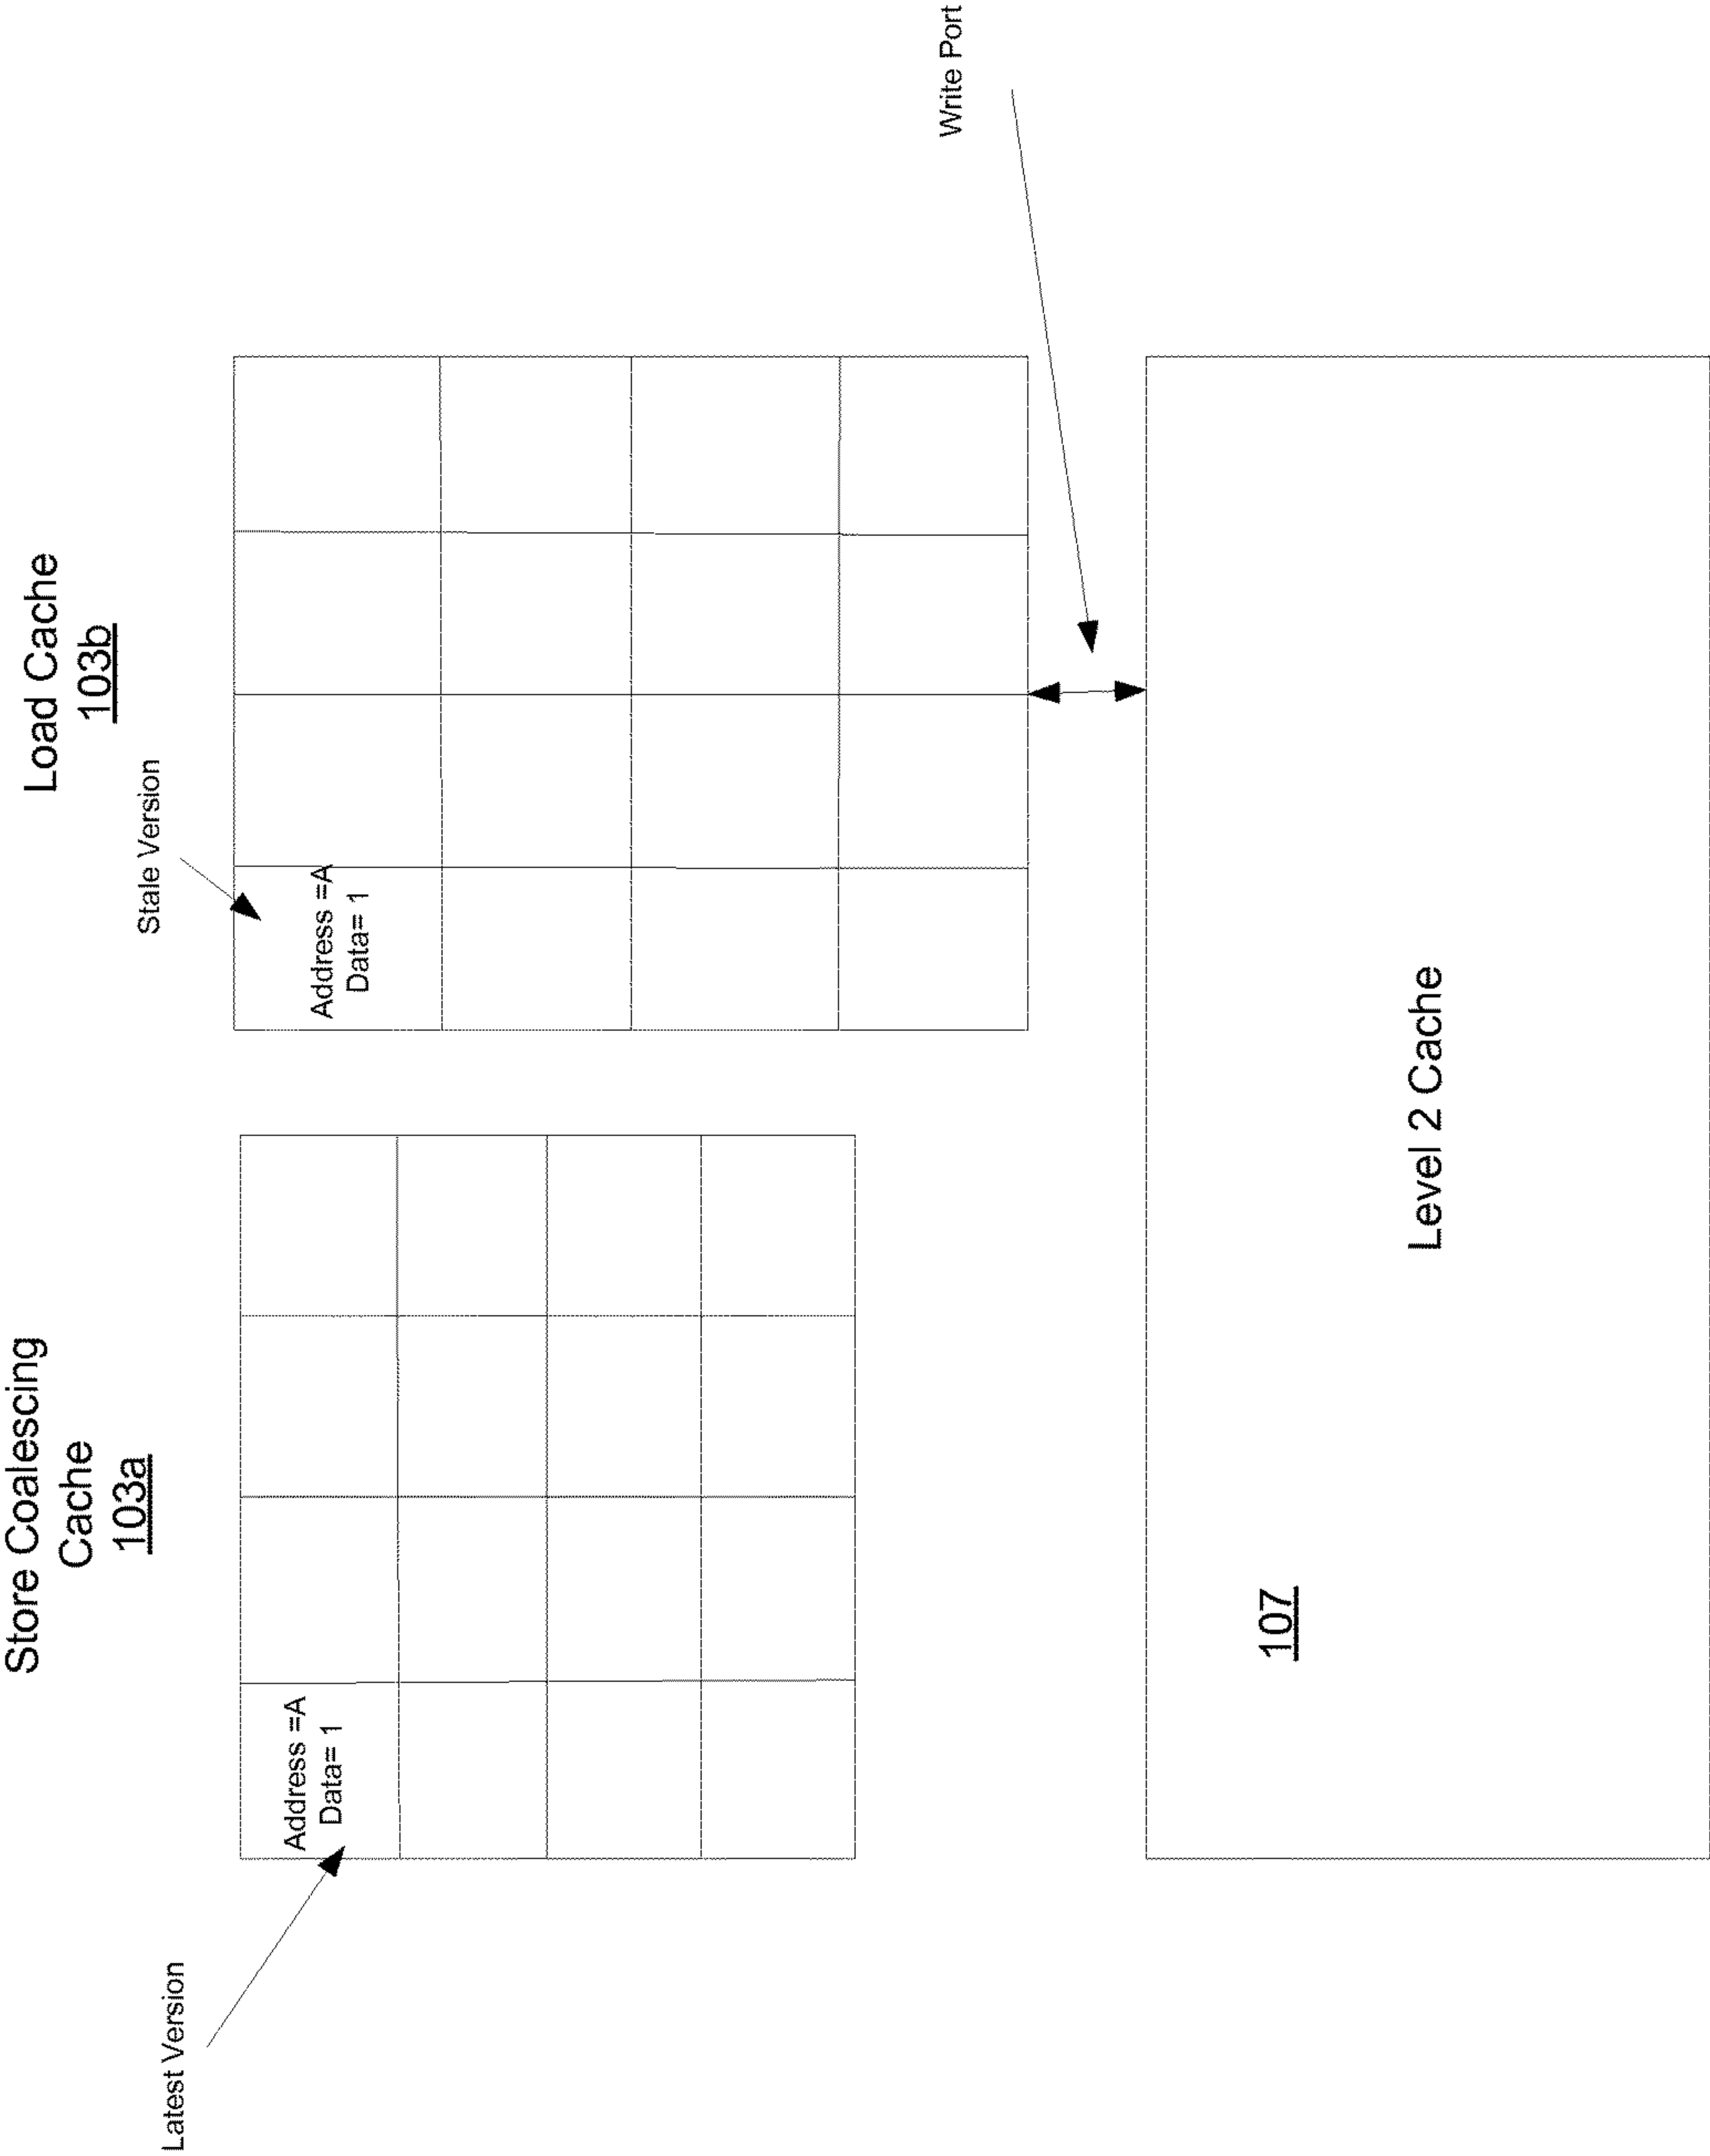 Store Coalescing
Cache
103a
Load Cache
103b
Latest Version
Stale Version
Address =A
Data= 1
Address =A
Data= 1
Write Port
107
Level 2 Cache